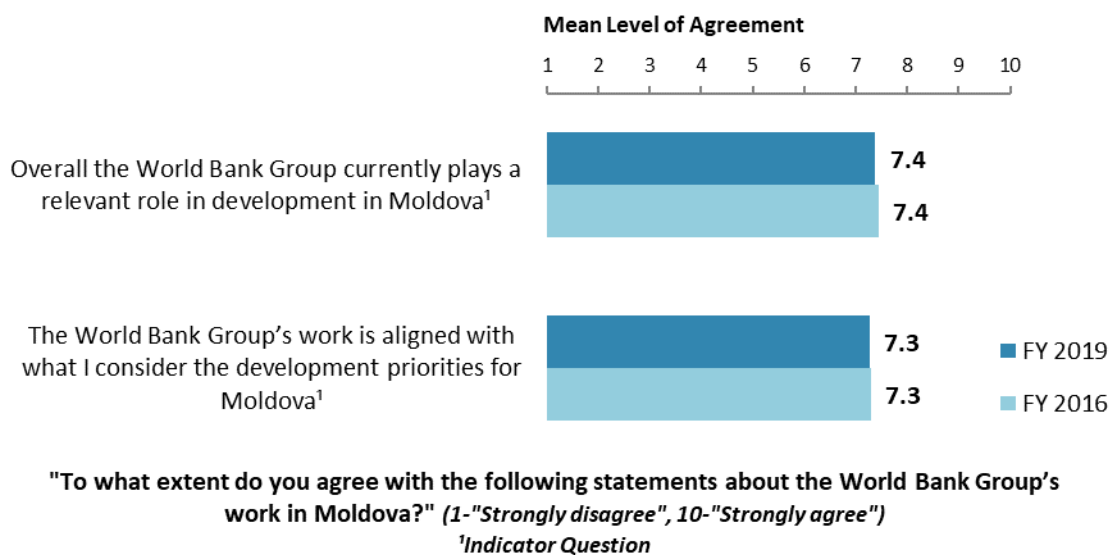 Mean Level of Agreement
1 2 3 4 5 6 7 8 9 10
Overall the World Bank Group currently plays a
relevant role in development in Moldova¹
7.4
7.4
The World Bank Group’s work is aligned with
what I consider the development priorities for
Moldova¹
7.3
7.3
FY 2019
FY 2016
"To what extent do you agree with the following statements about the World Bank Group’s
work in Moldova?" (1-"Strongly disagree", 10-"Strongly agree")
¹Indicator Question